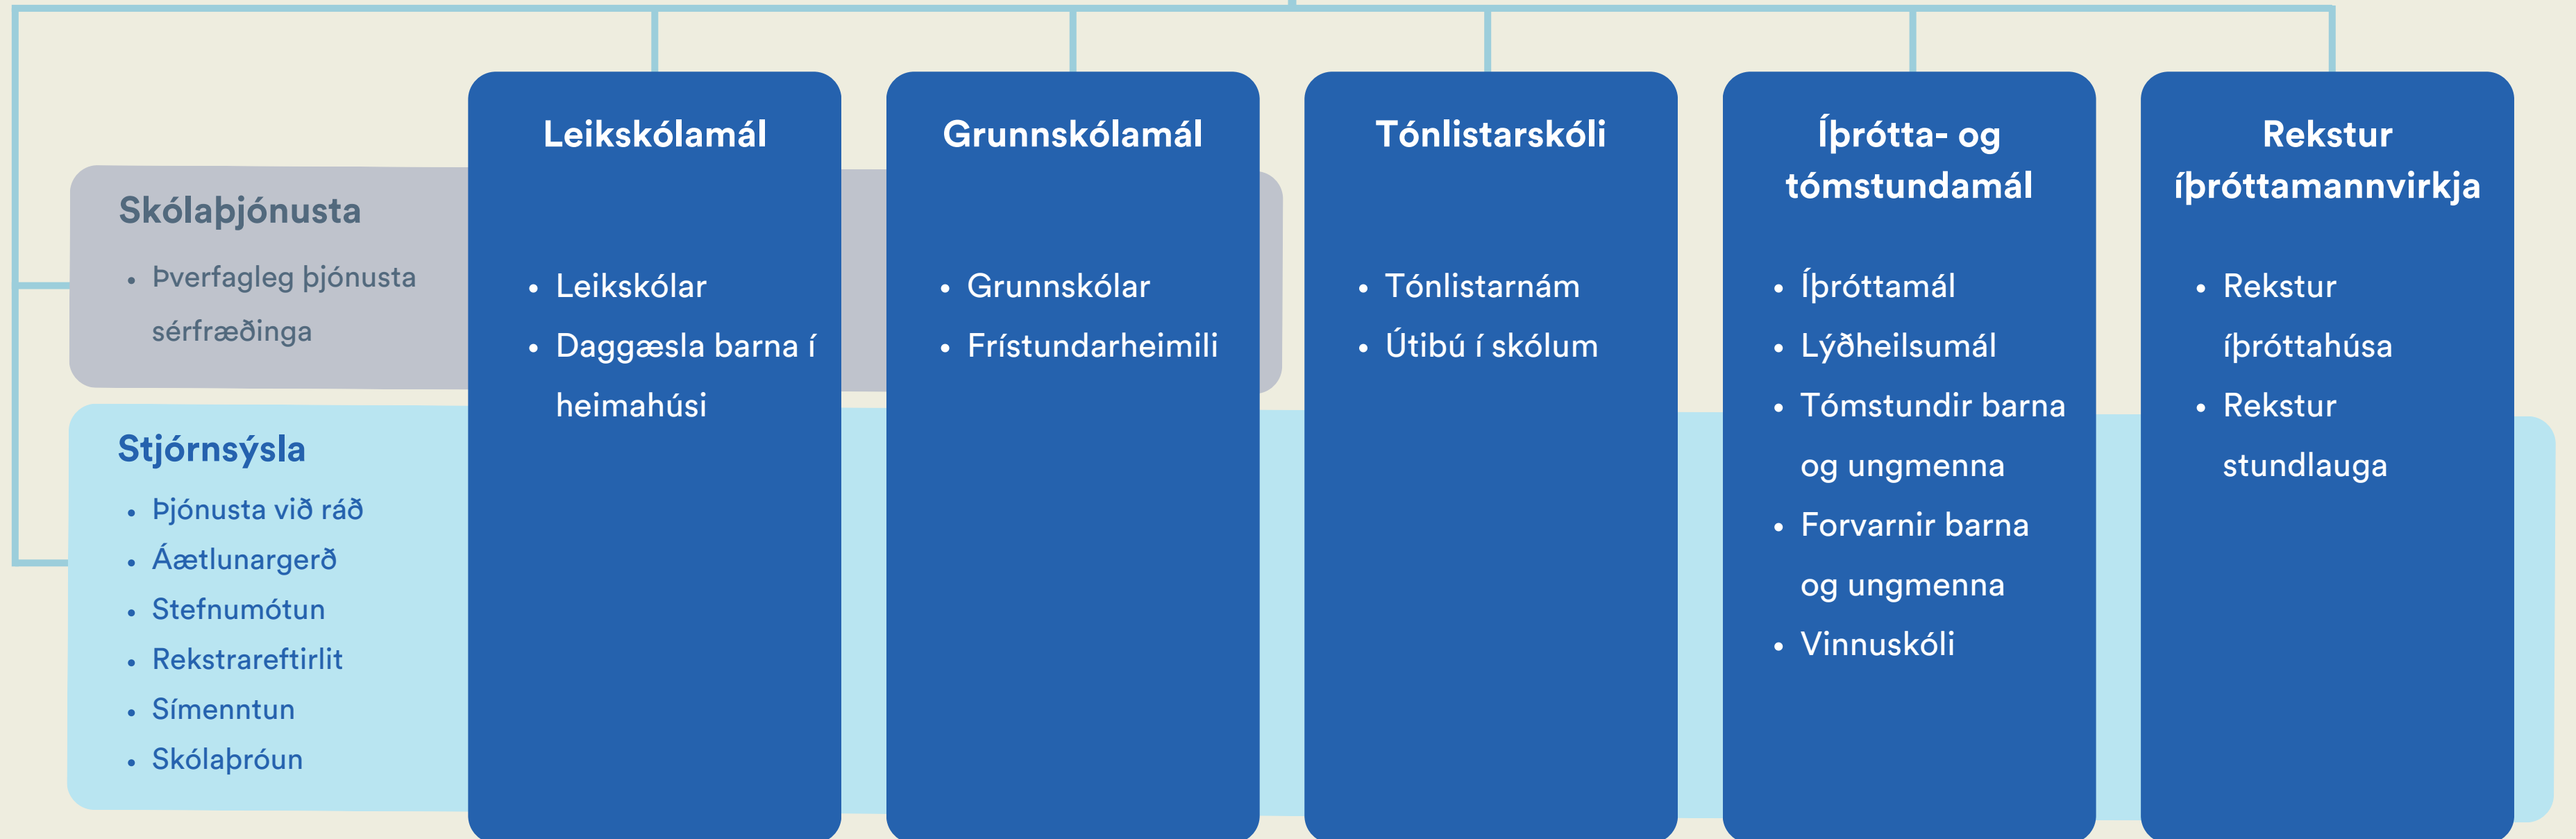 Skólaþjónusta
Þverfagleg þjónusta
sérfræðinga
Stjórnsýsla
Þjónusta við ráð
Áætlunargerð
Stefnumótun
Rekstrareftirlit
Símenntun
Skólaþróun
Leikskólamál
Leikskólar
Daggæsla barna í
heimahúsi
Grunnskólamál
Grunnskólar
Frístundarheimili
Tónlistarskóli
Tónlistarnám
Útibú í skólum
Íþrótta- og
tómstundamál
Íþróttamál
Lýðheilsumál
Tómstundir barna
og ungmenna
Forvarnir barna
og ungmenna
Vinnuskóli
Rekstur
íþróttamannvirkja
Rekstur
íþróttahúsa
Rekstur
stundlauga